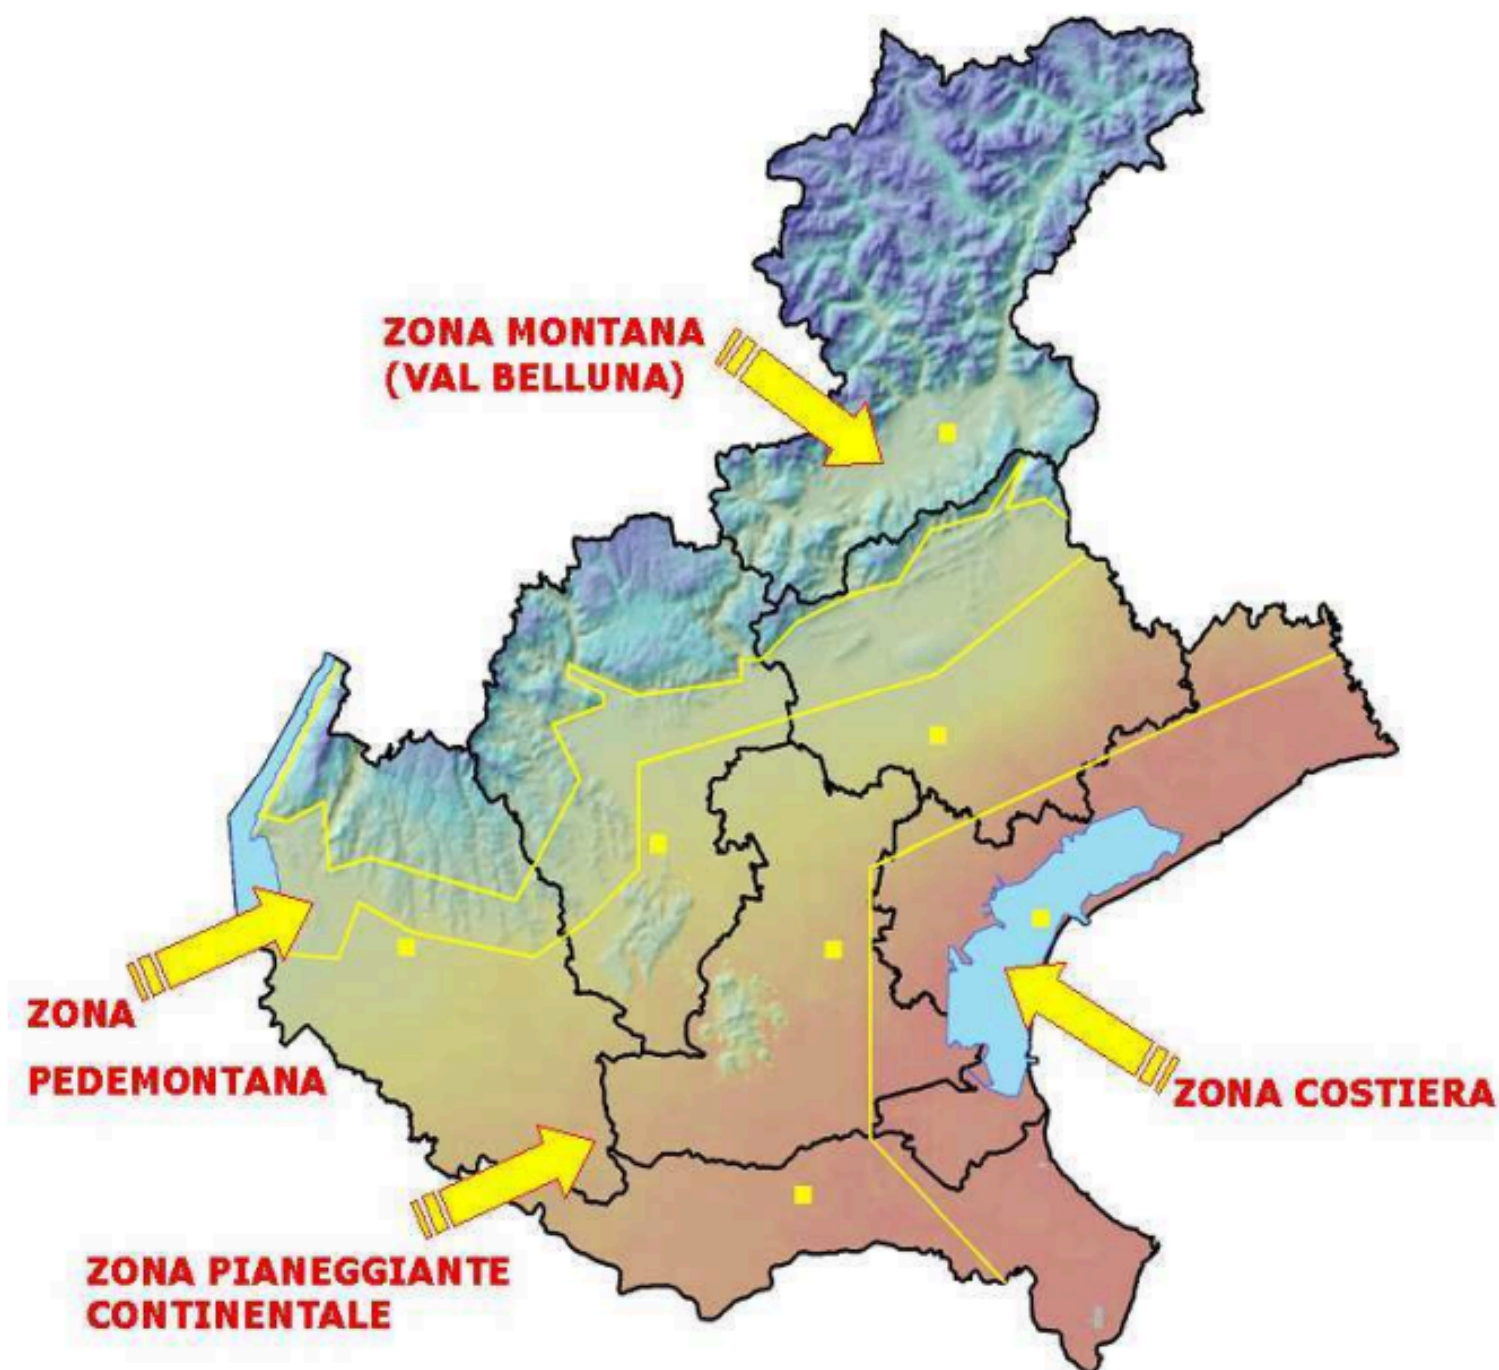 ZONA MONTANA
(VAL BELLUNA)
ZONA
PEDEMONTANA
ZONA COSTIERA
ZONA PIANEGGIANTE
CONTINENTALE